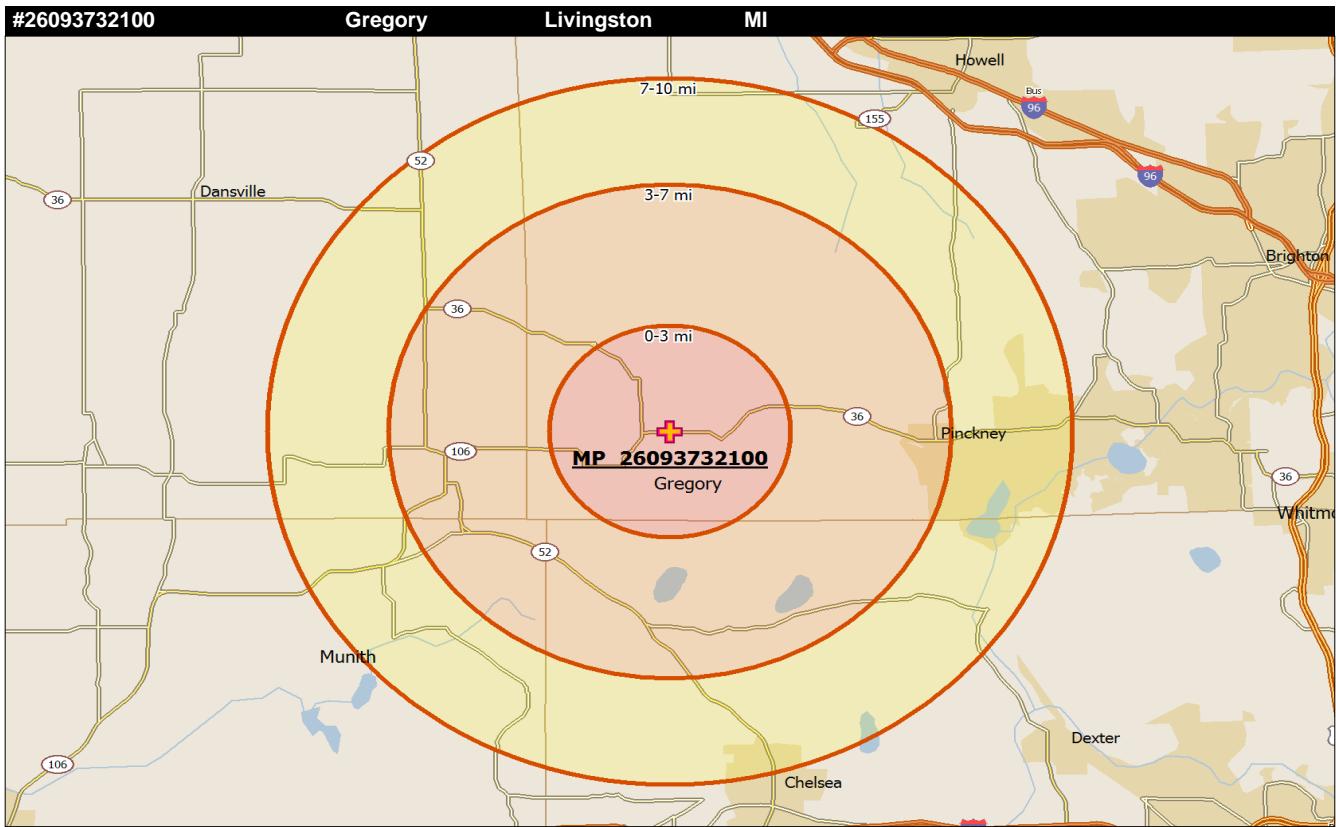 #26093732100 Gregory Livingston MI
Howell
7-10 mi
Bus
96
155
52
96
Dansville
3-7 mi
36
Brighton
36
0-3 mi
36
Pinckney
106
MP 26093732100
36
Gregory
Whitmo
52
Munith
Dexter
106
Chelsea